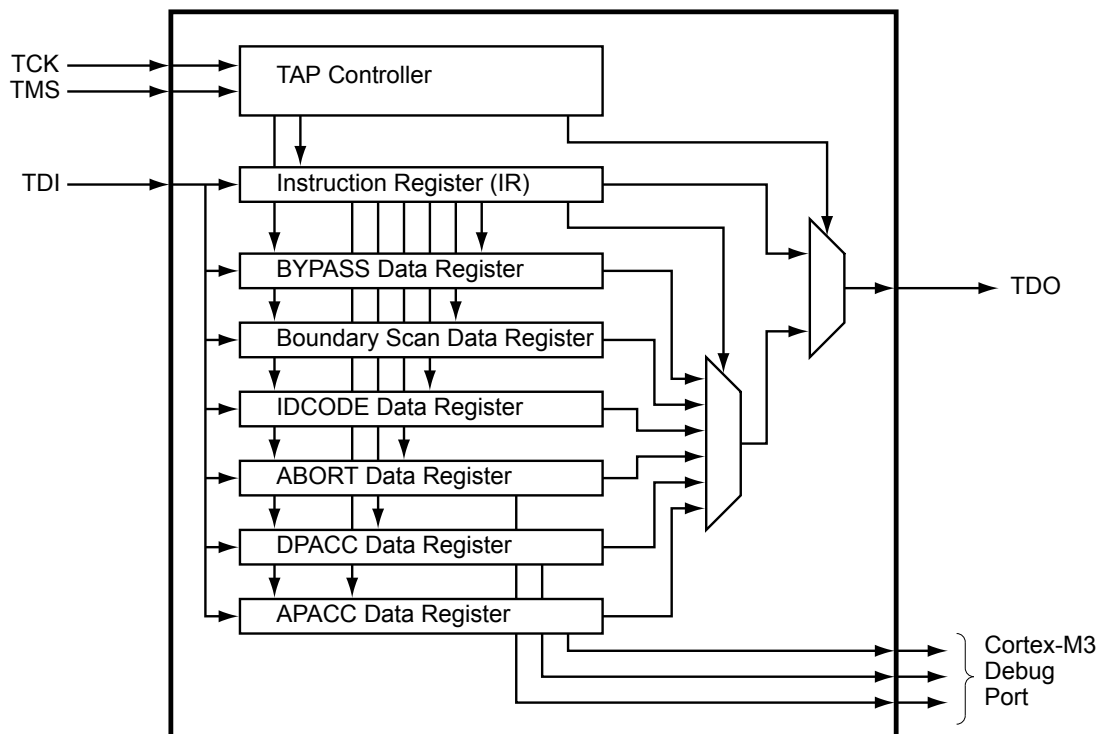 TCK
TMS
TAP Controller
TDI
Instruction Register (IR)
BYPASS Data Register
TDO
Boundary Scan Data Register
IDCODE Data Register
ABORT Data Register
DPACC Data Register
APACC Data Register
Cortex-M3
Debug
Port